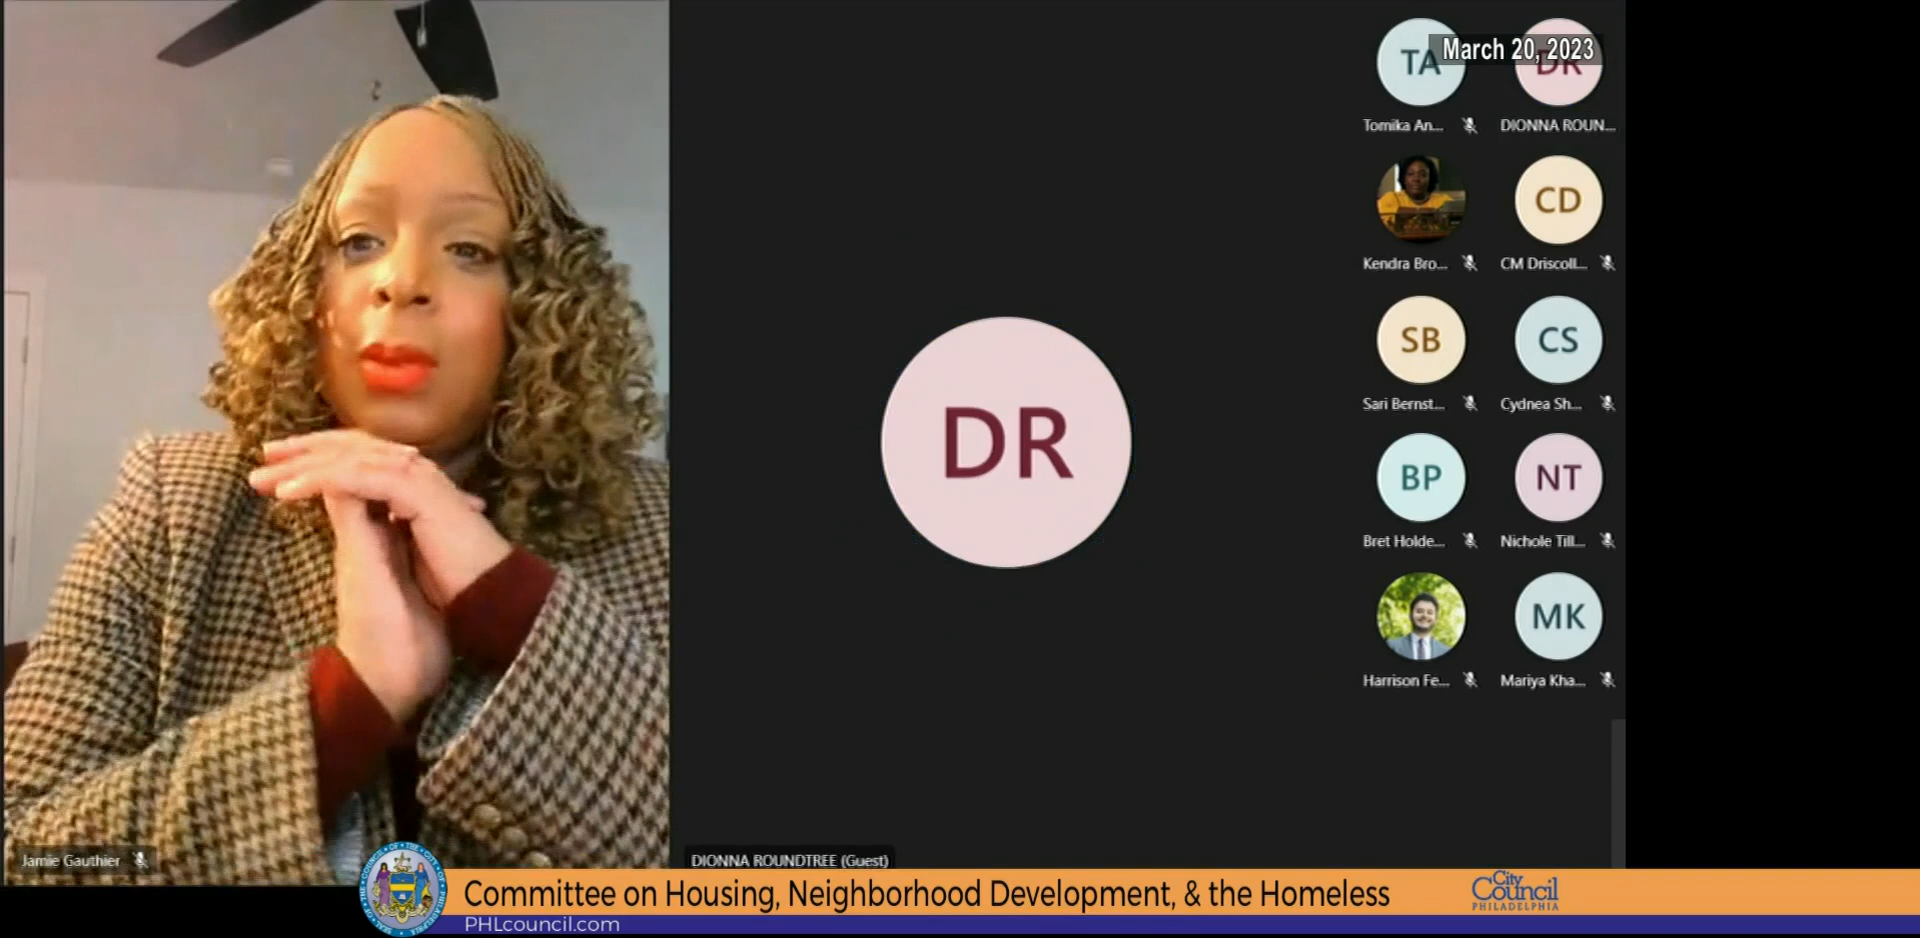 March 20, 2023
TA
DR
Tomika An...
DIONNA ROUN...
CD
Kendra Bro...
CM Driscoll...
SB
CS
Sari Bernst...
Cydnea Sh...
DR
BP
NT
Bret Holde...
Nichole Till...
MK
Harrison Fe...
Mariya Kha...
Jamie Gauthier
DIONNA ROUNDTREE (Guest)
Committee on Housing, Neighborhood Development, & the Homeless
City
Council
PHILADELPHIA
PHLcouncil.com